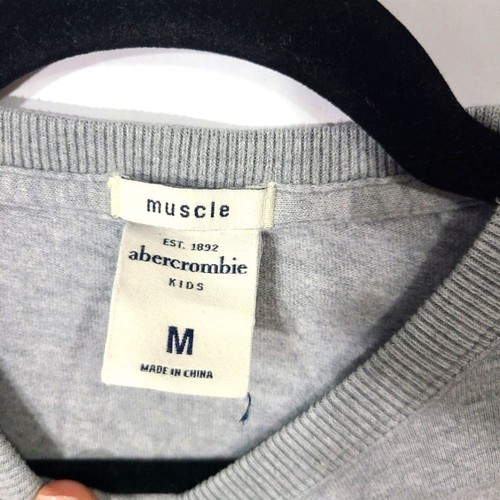 muscle
EST. 1892
abercrombie
KIDS
M
MADE IN CHINA